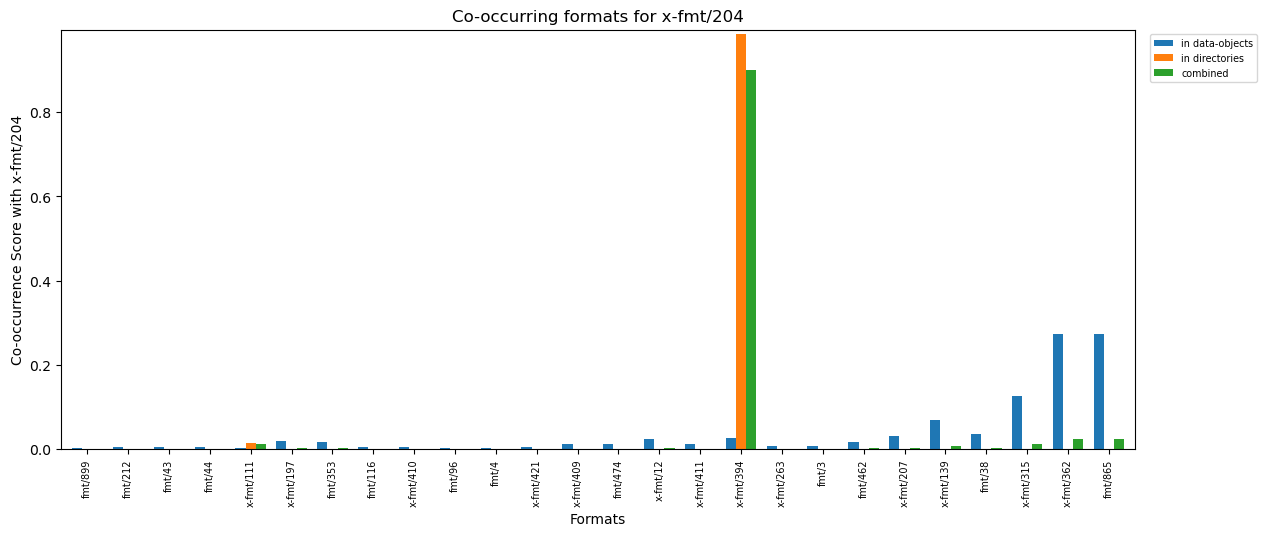 Co-occurring formats for x-fmt/204
in data-objects
in directories
combined
Co-occurrence Score with x-fmt/204
0.8
0.6
0.4
0.2
0.0
fmt/899
fmt/212
fmt/43
fmt/44
x-fmt/111
x-fmt/197
fmt/353
fmt/116
x-fmt/410
fmt/96
fmt/4
x-fmt/421
x-fmt/409
fmt/474
x-fmt/12
x-fmt/411
x-fmt/394
x-fmt/263
fmt/3
fmt/462
x-fmt/207
x-fmt/139
fmt/38
x-fmt/315
x-fmt/362
fmt/865
Formats